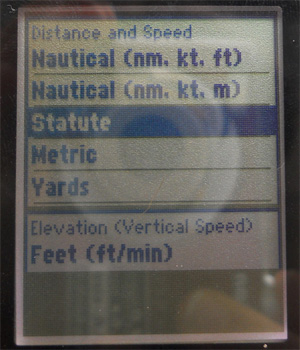 Distance and Speed
Nautical (nm, kt, ft)
Nautical (nm, kt, m)
Statute
Metric
Yards
Elevation (Vertical Speed)
Feet (ft/min)